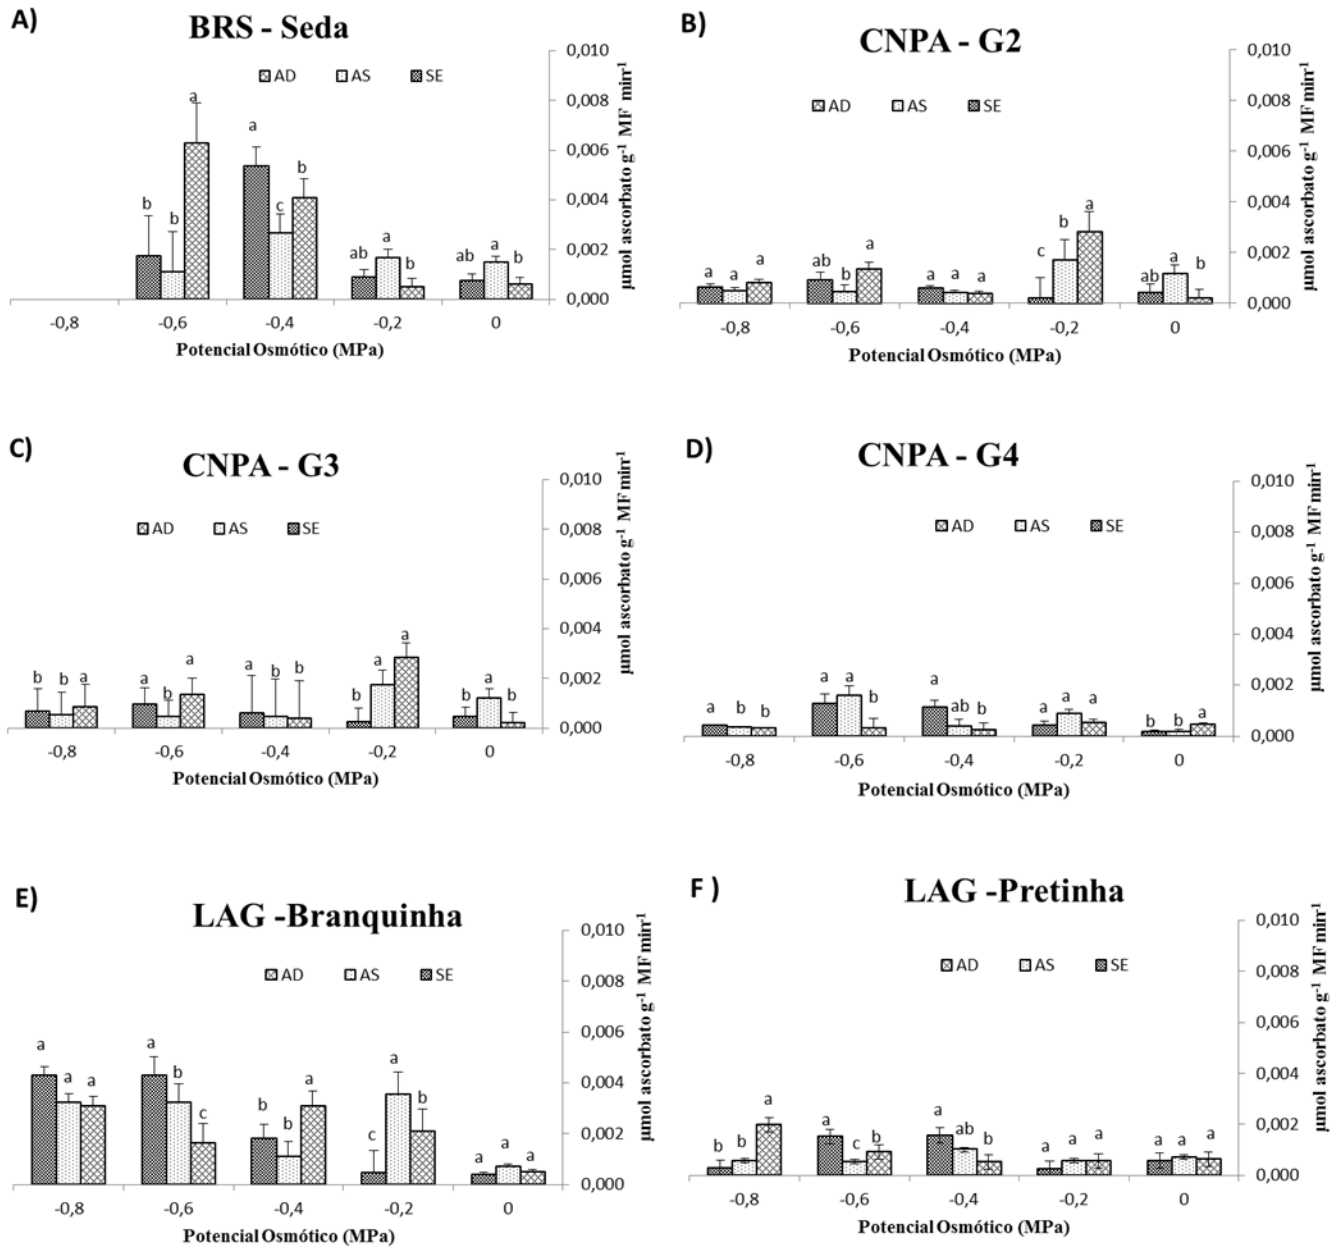 A)
BRS - Seda
AD AS SE
0,010
0,008
0,006
0,004
0,002
0,000
µmol ascorbato g⁻¹ MF min⁻¹
b b a
a c b
ab a b
ab a b
-0,8 -0,6 -0,4 -0,2 0
Potencial Osmótico (MPa)
B)
CNPA - G2
AD AS SE
0,010
0,008
0,006
0,004
0,002
0,000
µmol ascorbato g⁻¹ MF min⁻¹
a a a
ab b a
a a a
c b a
ab a b
-0,8 -0,6 -0,4 -0,2 0
Potencial Osmótico (MPa)
C)
CNPA - G3
AD AS SE
0,010
0,008
0,006
0,004
0,002
0,000
µmol ascorbato g⁻¹ MF min⁻¹
b b a
a b a
a b b
b a a
b a b
-0,8 -0,6 -0,4 -0,2 0
Potencial Osmótico (MPa)
D)
CNPA - G4
AD AS SE
0,010
0,008
0,006
0,004
0,002
0,000
µmol ascorbato g⁻¹ MF min⁻¹
a b b
a a b
a ab b
a a a
b b a
-0,8 -0,6 -0,4 -0,2 0
Potencial Osmótico (MPa)
E)
LAG -Branquinha
AD AS SE
0,010
0,008
0,006
0,004
0,002
0,000
µmol ascorbato g⁻¹ MF min⁻¹
a a a
a b c
b b a
c a b
a a a
-0,8 -0,6 -0,4 -0,2 0
Potencial Osmótico (MPa)
F )
LAG -Pretinha
AD AS SE
0,010
0,008
0,006
0,004
0,002
0,000
µmol ascorbato g⁻¹ MF min⁻¹
b b a
a c b
a ab b
a a a
a a a
-0,8 -0,6 -0,4 -0,2 0
Potencial Osmótico (MPa)